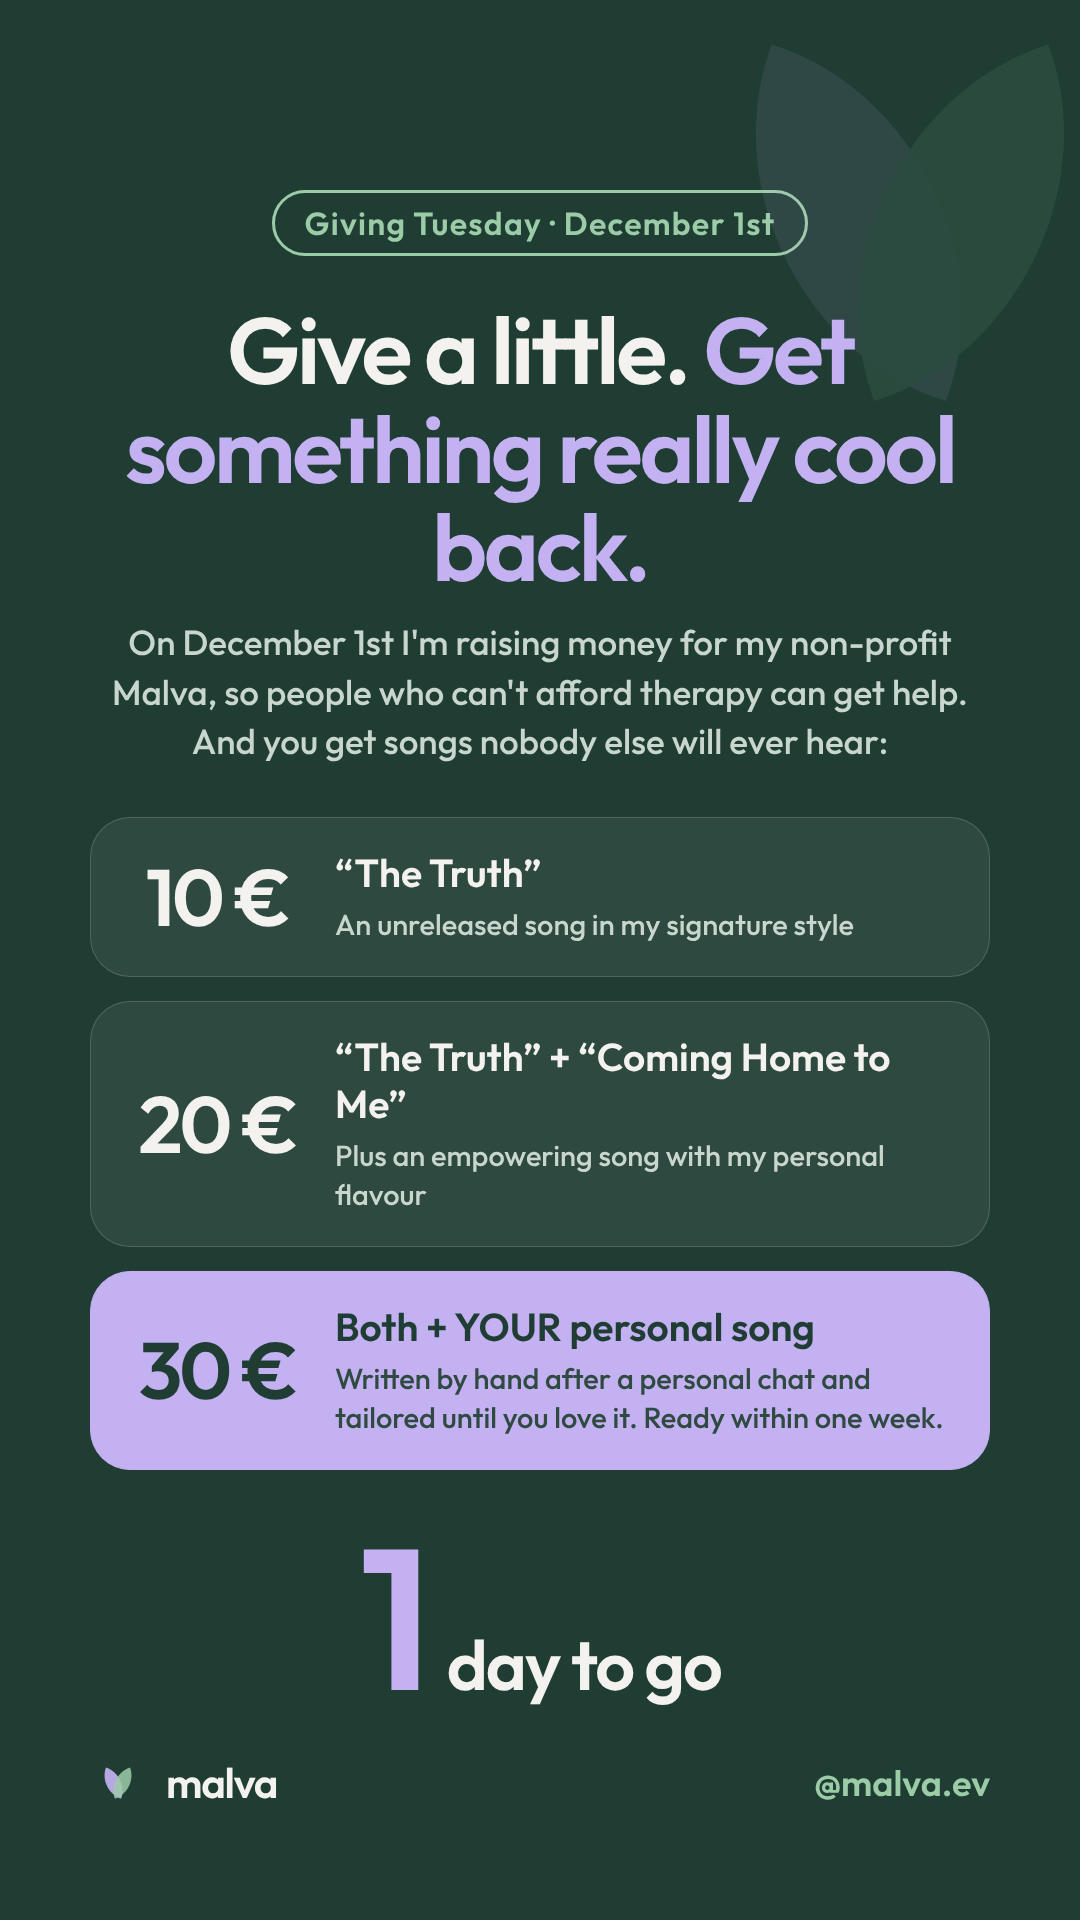 Giving Tuesday · December 1st
Give a little. Get
something really cool
back.
On December 1st I'm raising money for my non-profit
Malva, so people who can't afford therapy can get help.
And you get songs nobody else will ever hear:
10 €
“The Truth”
An unreleased song in my signature style
20 €
“The Truth” + “Coming Home to
Me”
Plus an empowering song with my personal
flavour
30 €
Both + YOUR personal song
Written by hand after a personal chat and
tailored until you love it. Ready within one week.
1 day to go
malva
@malva.ev